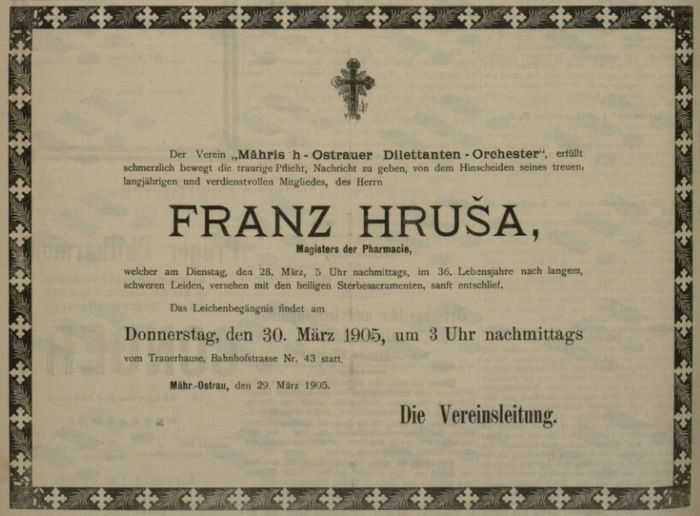 Der Verein „Mähris h-Ostrauer Dilettanten-Orchester“, erfüllt
schmerzlich bewegt die traurige Pflicht, Nachricht zu geben, von dem Hinscheiden seines treuen,
langjährigen und verdienstvollen Mitgliedes, des Herrn
FRANZ HRUŠA,
Magisters der Pharmacie,
welcher am Dienstag, den 28. März, 5 Uhr nachmittags, im 36. Lebensjahre nach langem,
schweren Leiden, versehen mit den heiligen Sterbesacramenten, sanft entschlief.
Das Leichenbegängnis findet am
Donnerstag, den 30. März 1905, um 3 Uhr nachmittags
vom Trauerhause, Bahnhofstrasse Nr. 43 statt.
Mähr.-Ostrau, den 29. März 1905.
Die Vereinsleitung.